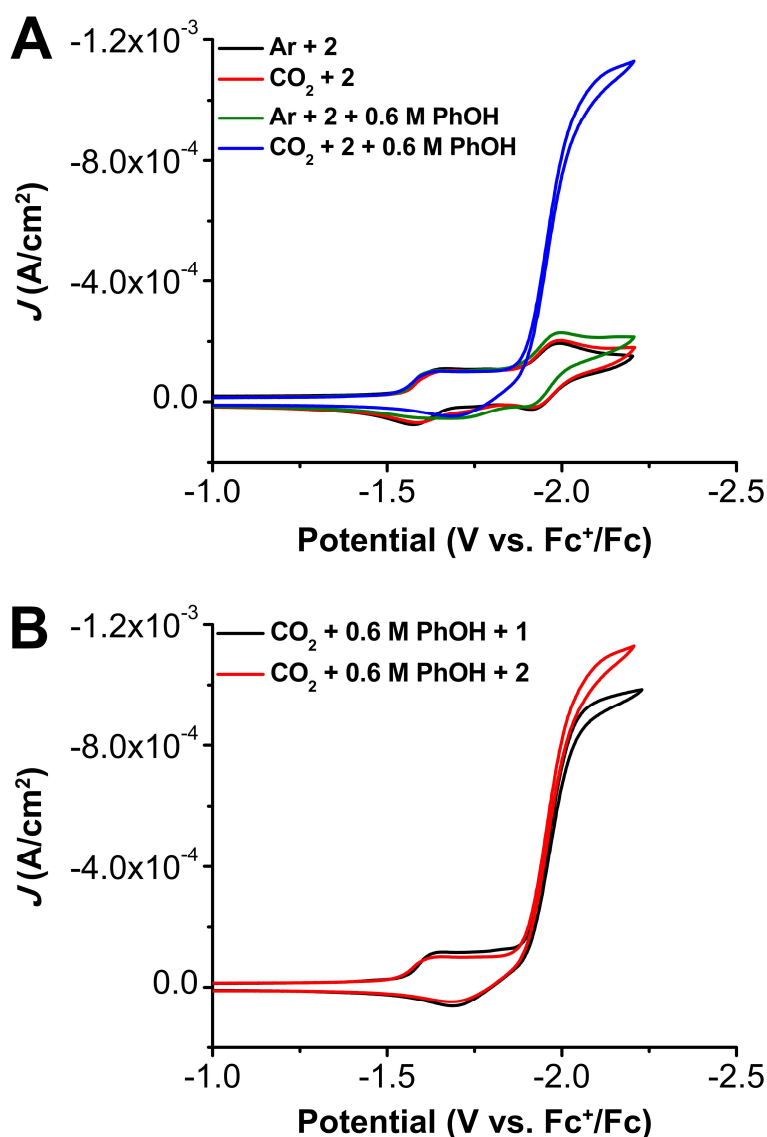 A
Ar + 2
CO2 + 2
Ar + 2 + 0.6 M PhOH
CO2 + 2 + 0.6 M PhOH
-1.2x10-3
-8.0x10-4
-4.0x10-4
0.0
J (A/cm2)
-1.0 -1.5 -2.0 -2.5
Potential (V vs. Fc+/Fc)
B
CO2 + 0.6 M PhOH + 1
CO2 + 0.6 M PhOH + 2
-1.2x10-3
-8.0x10-4
-4.0x10-4
0.0
J (A/cm2)
-1.0 -1.5 -2.0 -2.5
Potential (V vs. Fc+/Fc)